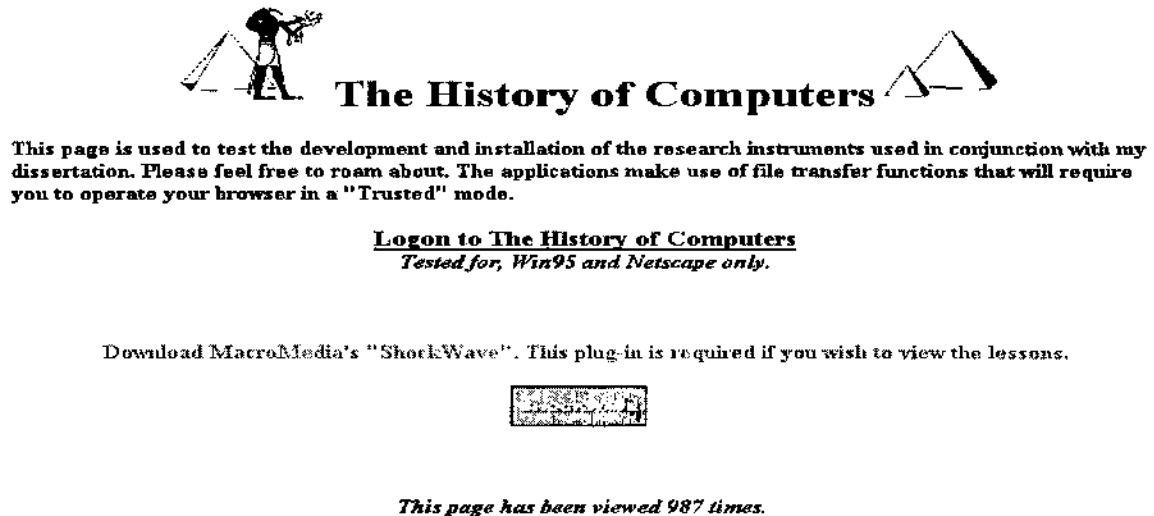 The History of Computers
This page is used to test the development and installation of the research instruments used in conjunction with my
dissertation. Please feel free to roam about. The applications make use of file transfer functions that will require
you to operate your browser in a "Trusted" mode.
Logon to The History of Computers
Tested for, Win95 and Netscape only.
Download MacroMedia's "ShockWave". This plug-in is required if you wish to view the lessons.
This page has been viewed 987 times.